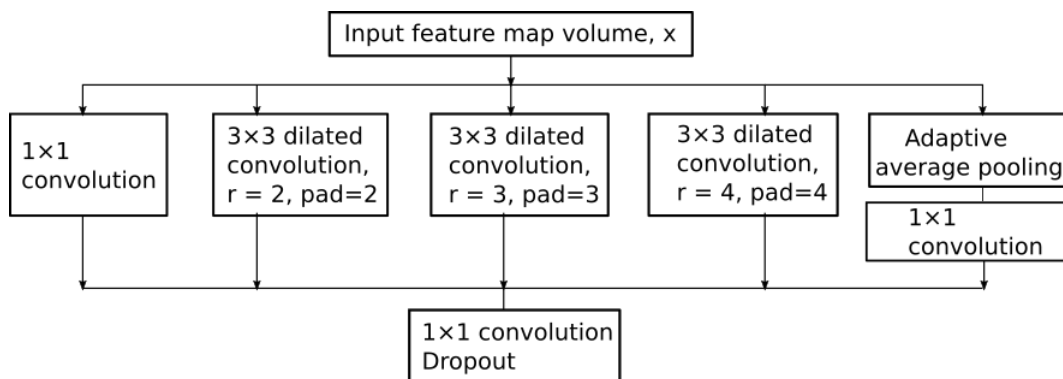 Input feature map volume, x
1×1
convolution
3×3 dilated
convolution,
r = 2, pad=2
3×3 dilated
convolution,
r = 3, pad=3
3×3 dilated
convolution,
r = 4, pad=4
Adaptive
average pooling
1×1
convolution
1×1 convolution
Dropout